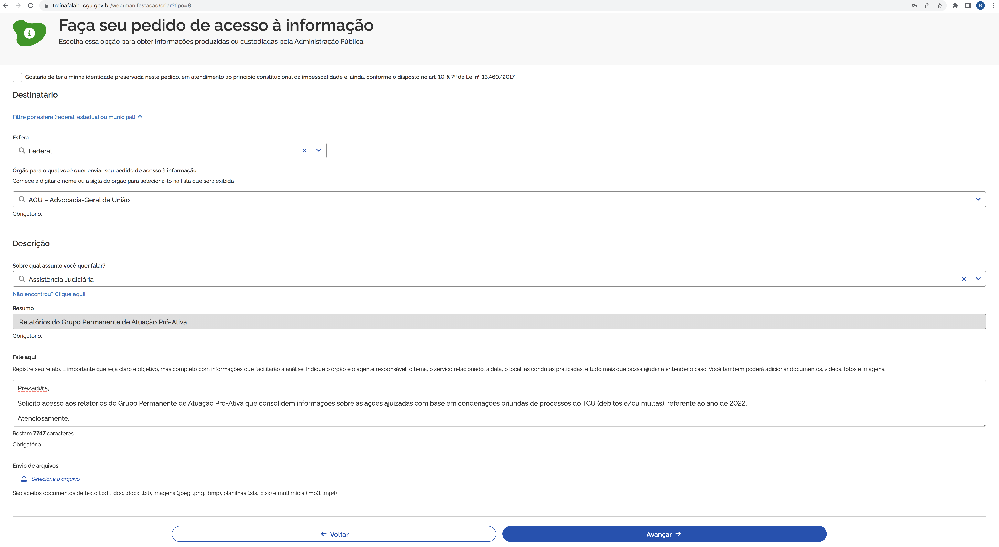 treinafalabr.cgu.gov.br/web/manifestacao/criar?tipo=8
B
Faça seu pedido de acesso à informação
Escolha essa opção para obter informações produzidas ou custodiadas pela Administração Pública.
Gostaria de ter a minha identidade preservada neste pedido, em atendimento ao princípio constitucional da impessoalidade e, ainda, conforme o disposto no art. 10, § 7º da Lei nº 13.460/2017.
Destinatário
Filtre por esfera (federal, estadual ou municipal)
Esfera
Federal
Órgão para o qual você quer enviar seu pedido de acesso à informação
Comece a digitar o nome ou a sigla do órgão para selecioná-lo na lista que será exibida
AGU – Advocacia-Geral da União
Obrigatório.
Descrição
Sobre qual assunto você quer falar?
Assistência Judiciária
Não encontrou? Clique aqui!
Resumo
Relatórios do Grupo Permanente de Atuação Pró-Ativa
Obrigatório.
Fale aqui
Registre seu relato. É importante que seja claro e objetivo, mas completo com informações que facilitarão a análise. Indique o órgão e o agente responsável, o tema, o serviço relacionado, a data, o local, as condutas praticadas, e tudo mais que possa ajudar a entender o caso. Você também poderá adicionar documentos, vídeos, fotos e imagens.
Prezad@s,
Solicito acesso aos relatórios do Grupo Permanente de Atuação Pró-Ativa que consolidem informações sobre as ações ajuizadas com base em condenações oriundas de processos do TCU (débitos e/ou multas), referente ao ano de 2022.
Atenciosamente,
Restam 7747 caracteres
Obrigatório.
Envio de arquivos
Selecione o arquivo
São aceitos documentos de texto (.pdf, .doc, .docx, .txt), imagens (.jpeg, .png, .bmp), planilhas (.xls, .xlsx) e multimídia (.mp3, .mp4)
Voltar
Avançar